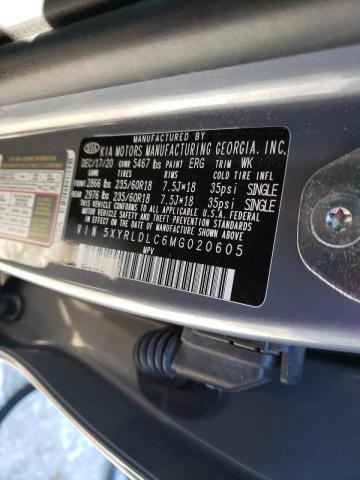 MANUFACTURED BY
KIA KIA MOTORS MANUFACTURING GEORGIA, INC.
DEC/17/20 GVWR 5467 lbs PAINT ERG TRIM WK
GAWR TIRES RIMS COLD TIRE INFL
FRONT 2866 lbs 235/60R18 7.5J×18 35psi SINGLE
REAR 2976 lbs 235/60R18 7.5J×18 35psi SINGLE
THIS VEHICLE CONFORMS TO ALL APPLICABLE U.S.A. FEDERAL MOTOR
VEHICLE SAFETY, BUMPER, AND THEFT PREVENTION STANDARDS
IN EFFECT ON THE DATE OF MANUFACTURE SHOWN ABOVE
VIN 5XYRLDLC6MG020605
MPV